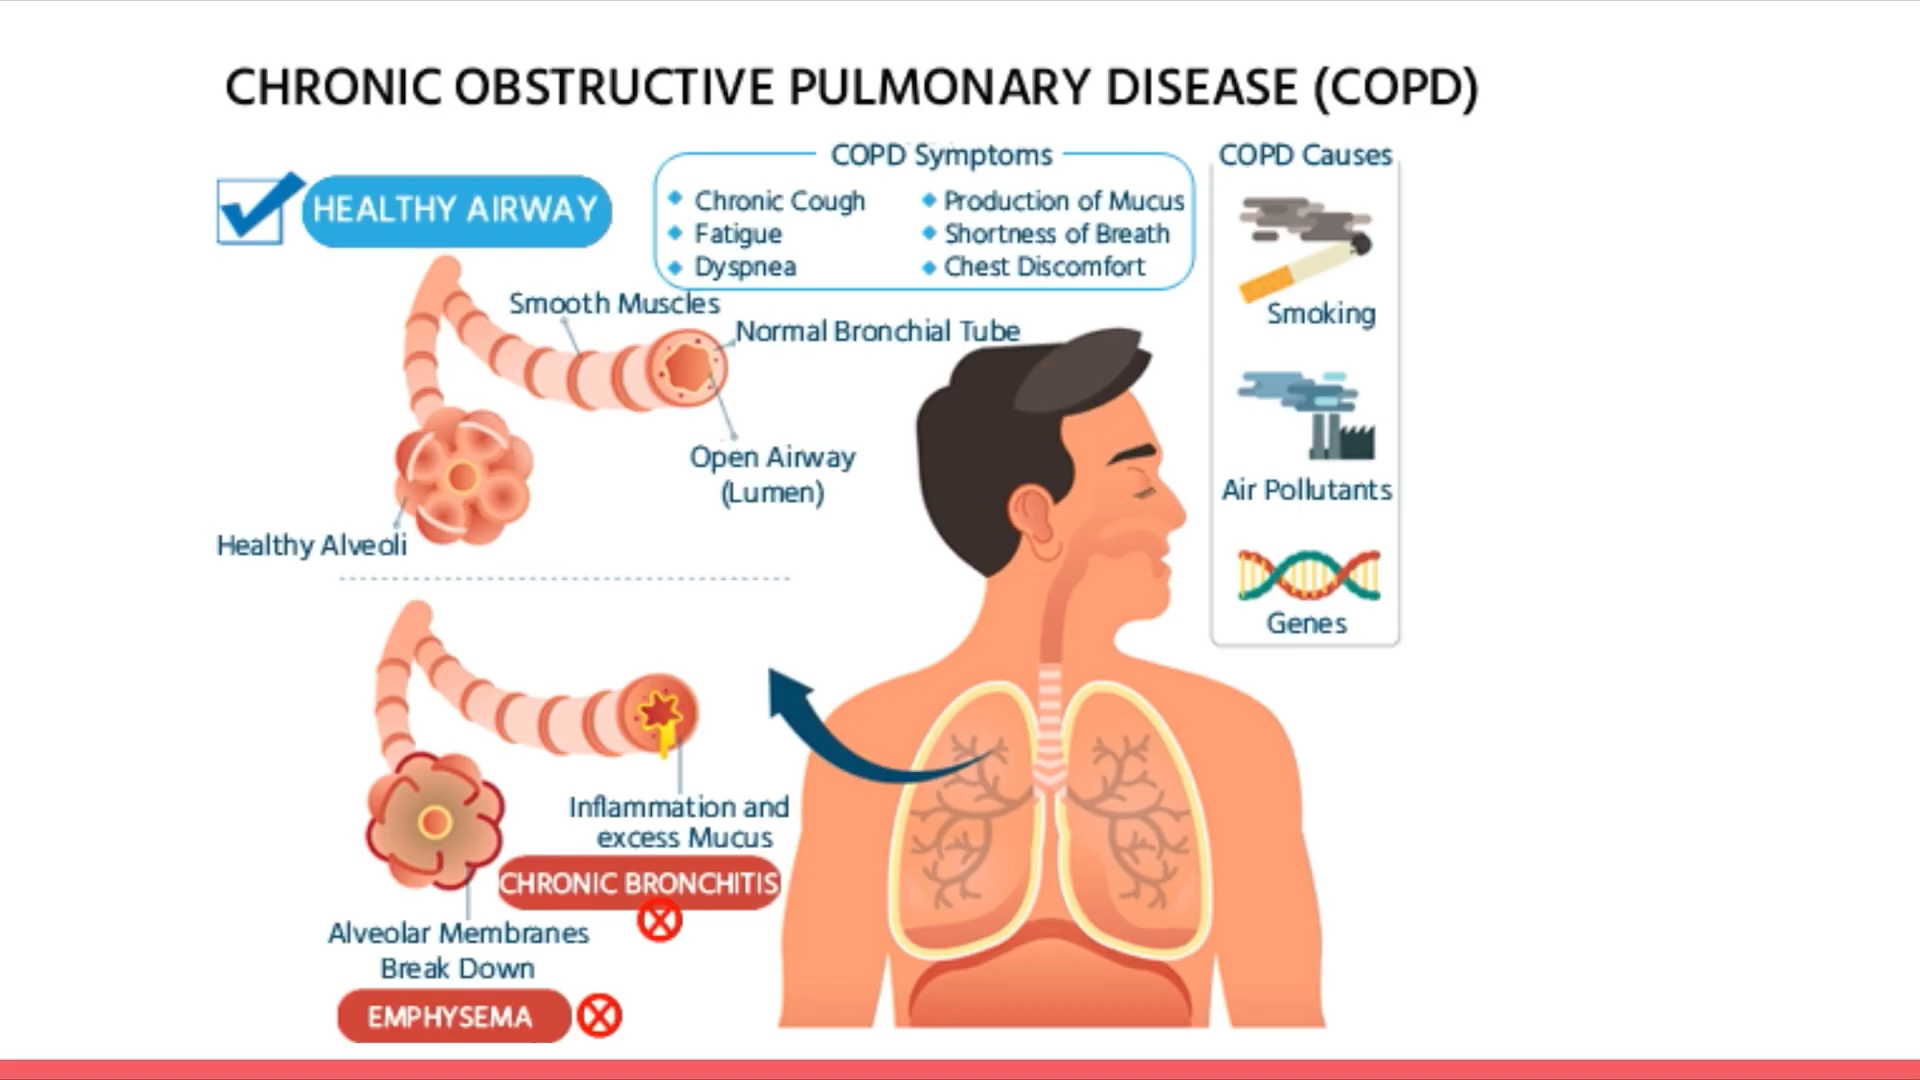 CHRONIC OBSTRUCTIVE PULMONARY DISEASE (COPD)
HEALTHY AIRWAY
COPD Symptoms
Chronic Cough
Fatigue
Dyspnea
Production of Mucus
Shortness of Breath
Chest Discomfort
COPD Causes
Smoking
Air Pollutants
Genes
Smooth Muscles
Normal Bronchial Tube
Open Airway
(Lumen)
Healthy Alveoli
Inflammation and
excess Mucus
CHRONIC BRONCHITIS
Alveolar Membranes
Break Down
EMPHYSEMA